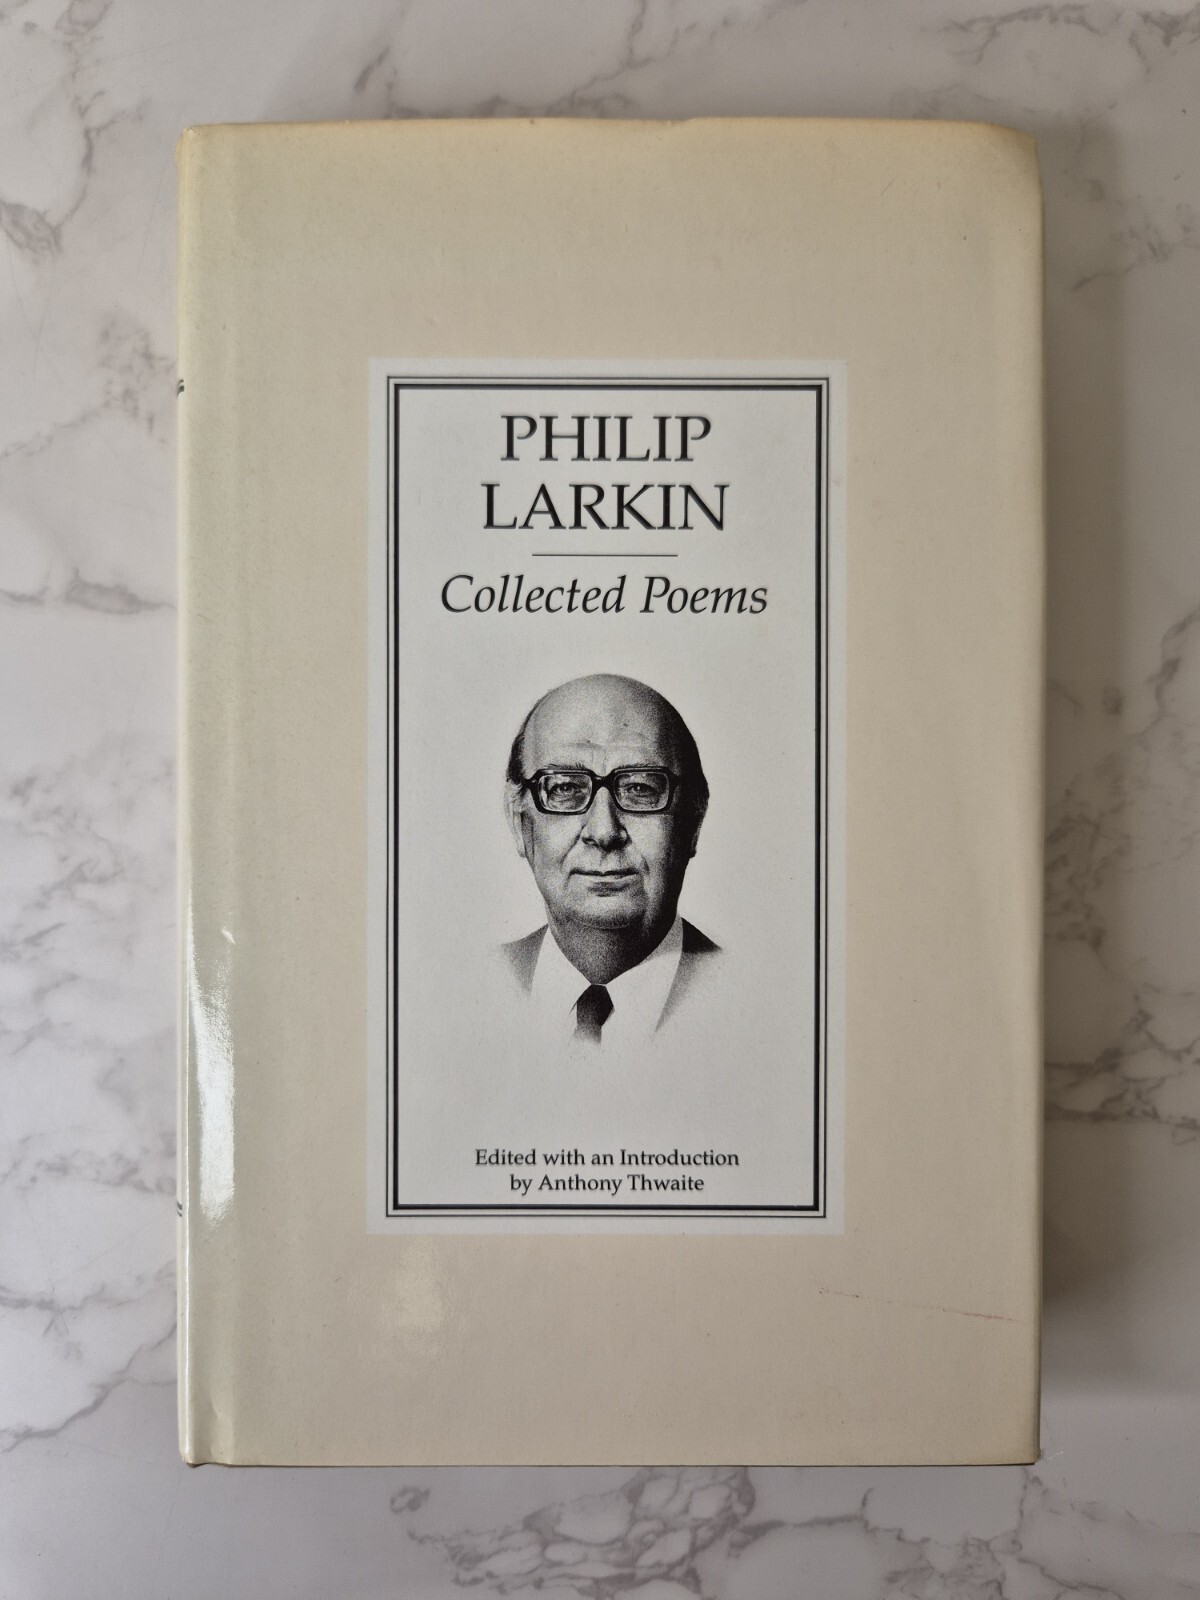 PHILIP
LARKIN
Collected Poems
Edited with an Introduction
by Anthony Thwaite